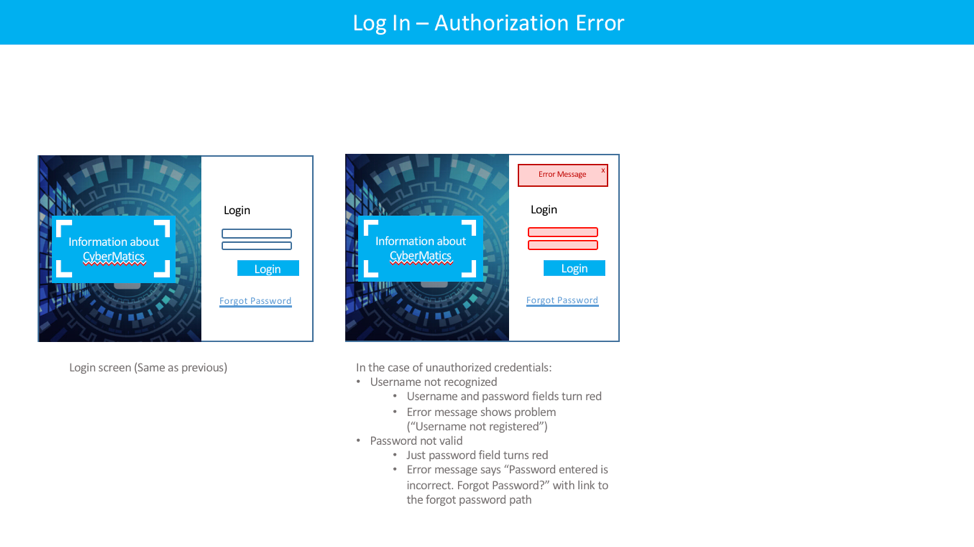 Log In – Authorization Error
Information about
CyberMatics
Login
Login
Forgot Password
Login screen (Same as previous)
Information about
CyberMatics
Error Message
x
Login
Login
Forgot Password
In the case of unauthorized credentials:
• Username not recognized
• Username and password fields turn red
• Error message shows problem
(“Username not registered”)
• Password not valid
• Just password field turns red
• Error message says “Password entered is
incorrect. Forgot Password?” with link to
the forgot password path